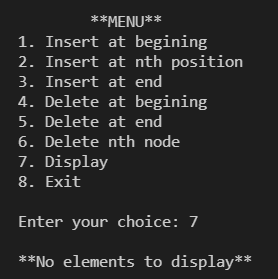 **MENU**
1. Insert at begining
2. Insert at nth position
3. Insert at end
4. Delete at begining
5. Delete at end
6. Delete nth node
7. Display
8. Exit
Enter your choice: 7
**No elements to display**